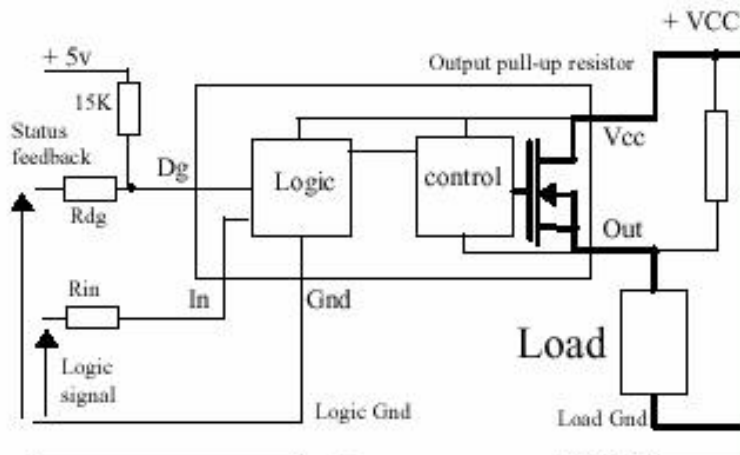 + VCC
+ 5v
Output pull-up resistor
15K
Status
feedback
Vcc
Dg
Logic
control
Rdg
Out
Rin
In
Gnd
Load
Logic
signal
Logic Gnd
Load Gnd